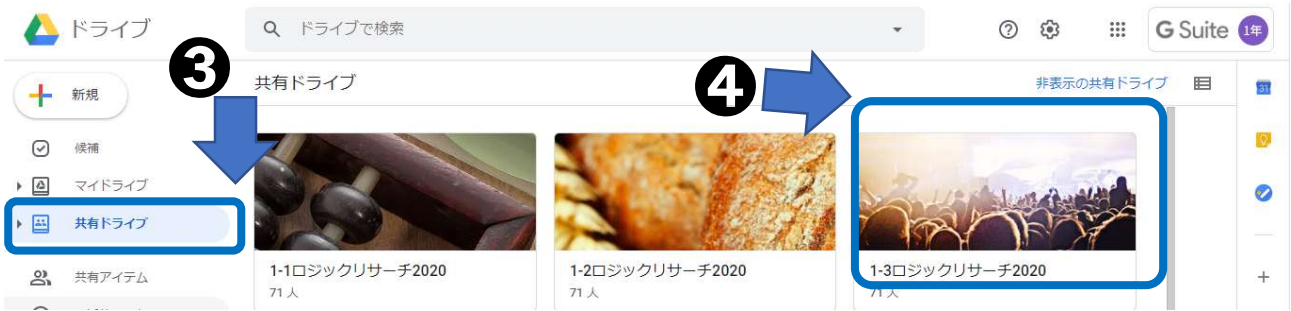 ドライブ
ドライブで検索
G Suite
1年
❸
❹
新規
共有ドライブ
非表示の共有ドライブ
31
候補
マイドライブ
共有ドライブ
共有アイテム
1-1ロジックリサーチ2020
71 人
1-2ロジックリサーチ2020
71 人
1-3ロジックリサーチ2020
71 人